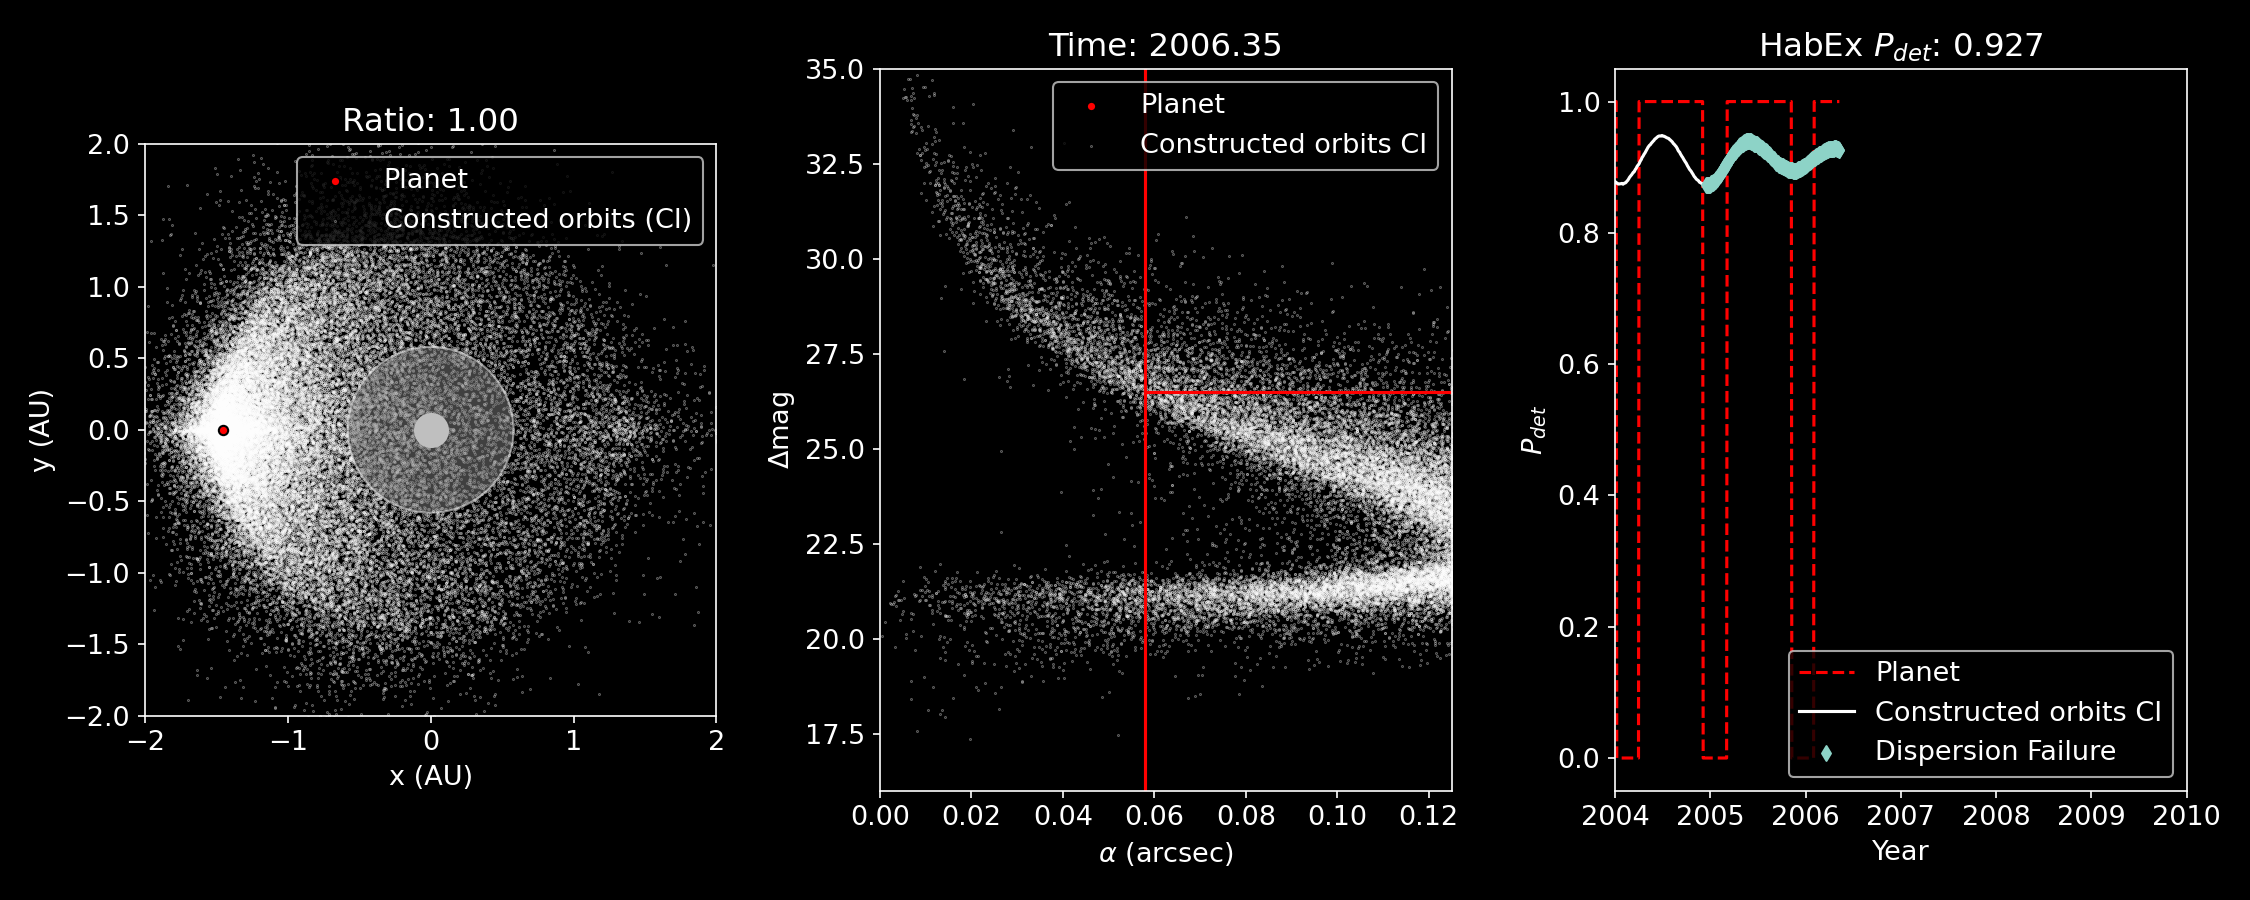 Ratio: 1.00
2.0
1.5
1.0
0.5
0.0
−0.5
−1.0
−1.5
−2.0
y (AU)
Planet
Constructed orbits (CI)
−2 −1 0 1 2
x (AU)
Time: 2006.35
35.0
32.5
30.0
27.5
25.0
22.5
20.0
17.5
Δmag
Planet
Constructed orbits CI
0.00 0.02 0.04 0.06 0.08 0.10 0.12
α (arcsec)
HabEx P_det: 0.927
1.0
0.8
0.6
0.4
0.2
0.0
P_det
Planet
Constructed orbits CI
Dispersion Failure
2004 2005 2006 2007 2008 2009 2010
Year